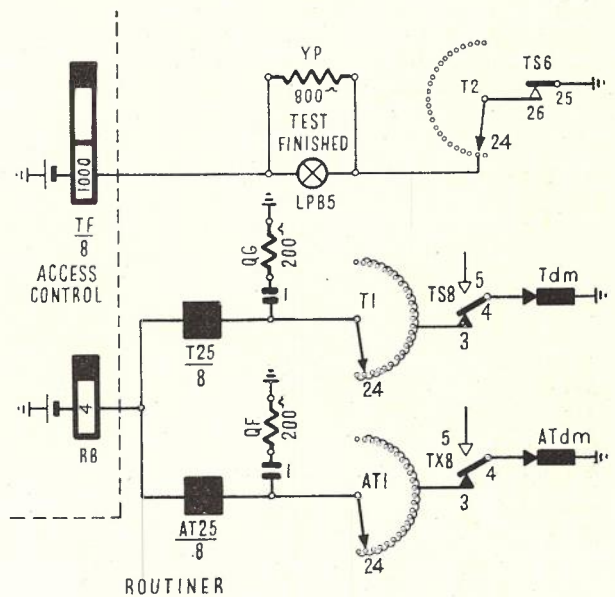 YP
800~
TEST
FINISHED
LPB5
T2
TS6
25
26
24
1000
TF
8
ACCESS
CONTROL
QG
200
1
T25
8
T1
24
TS8
5
4
3
Tdm
4
RB
QF
200
1
AT25
8
AT1
24
5
TX8
4
3
ATdm
ROUTINER